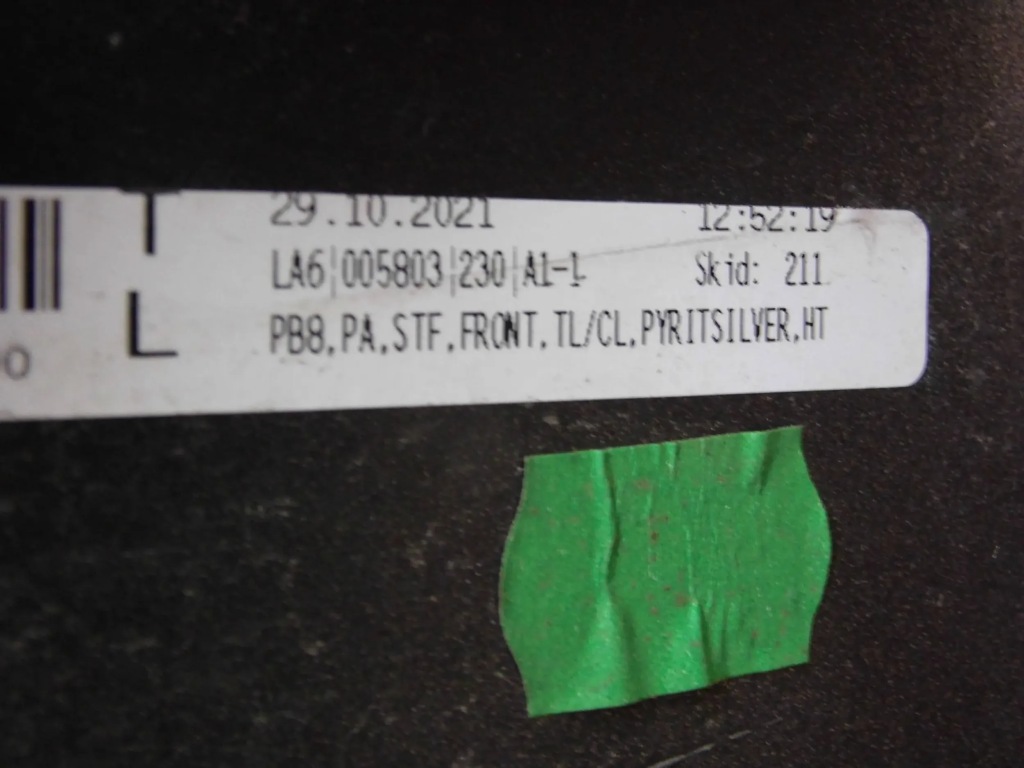 29.10.2021 12:52:19
LA6|005803|230|A1-1 Skid: 211
PB8,PA,STF,FRONT,TL/CL,PYRITSILVER,HT
0